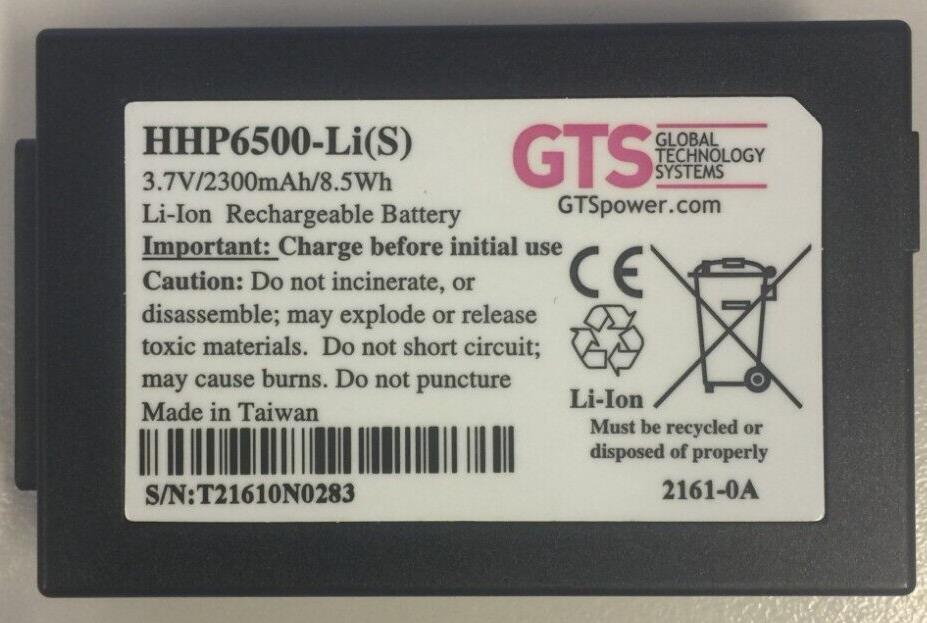 HHP6500-Li(S)
3.7V/2300mAh/8.5Wh
Li-Ion Rechargeable Battery
Important: Charge before initial use
Caution: Do not incinerate, or
disassemble; may explode or release
toxic materials. Do not short circuit;
may cause burns. Do not puncture
Made in Taiwan
S/N:T21610N0283
GTS
GLOBAL
TECHNOLOGY
SYSTEMS
GTSpower.com
CE
Li-Ion
Must be recycled or
disposed of properly
2161-0A